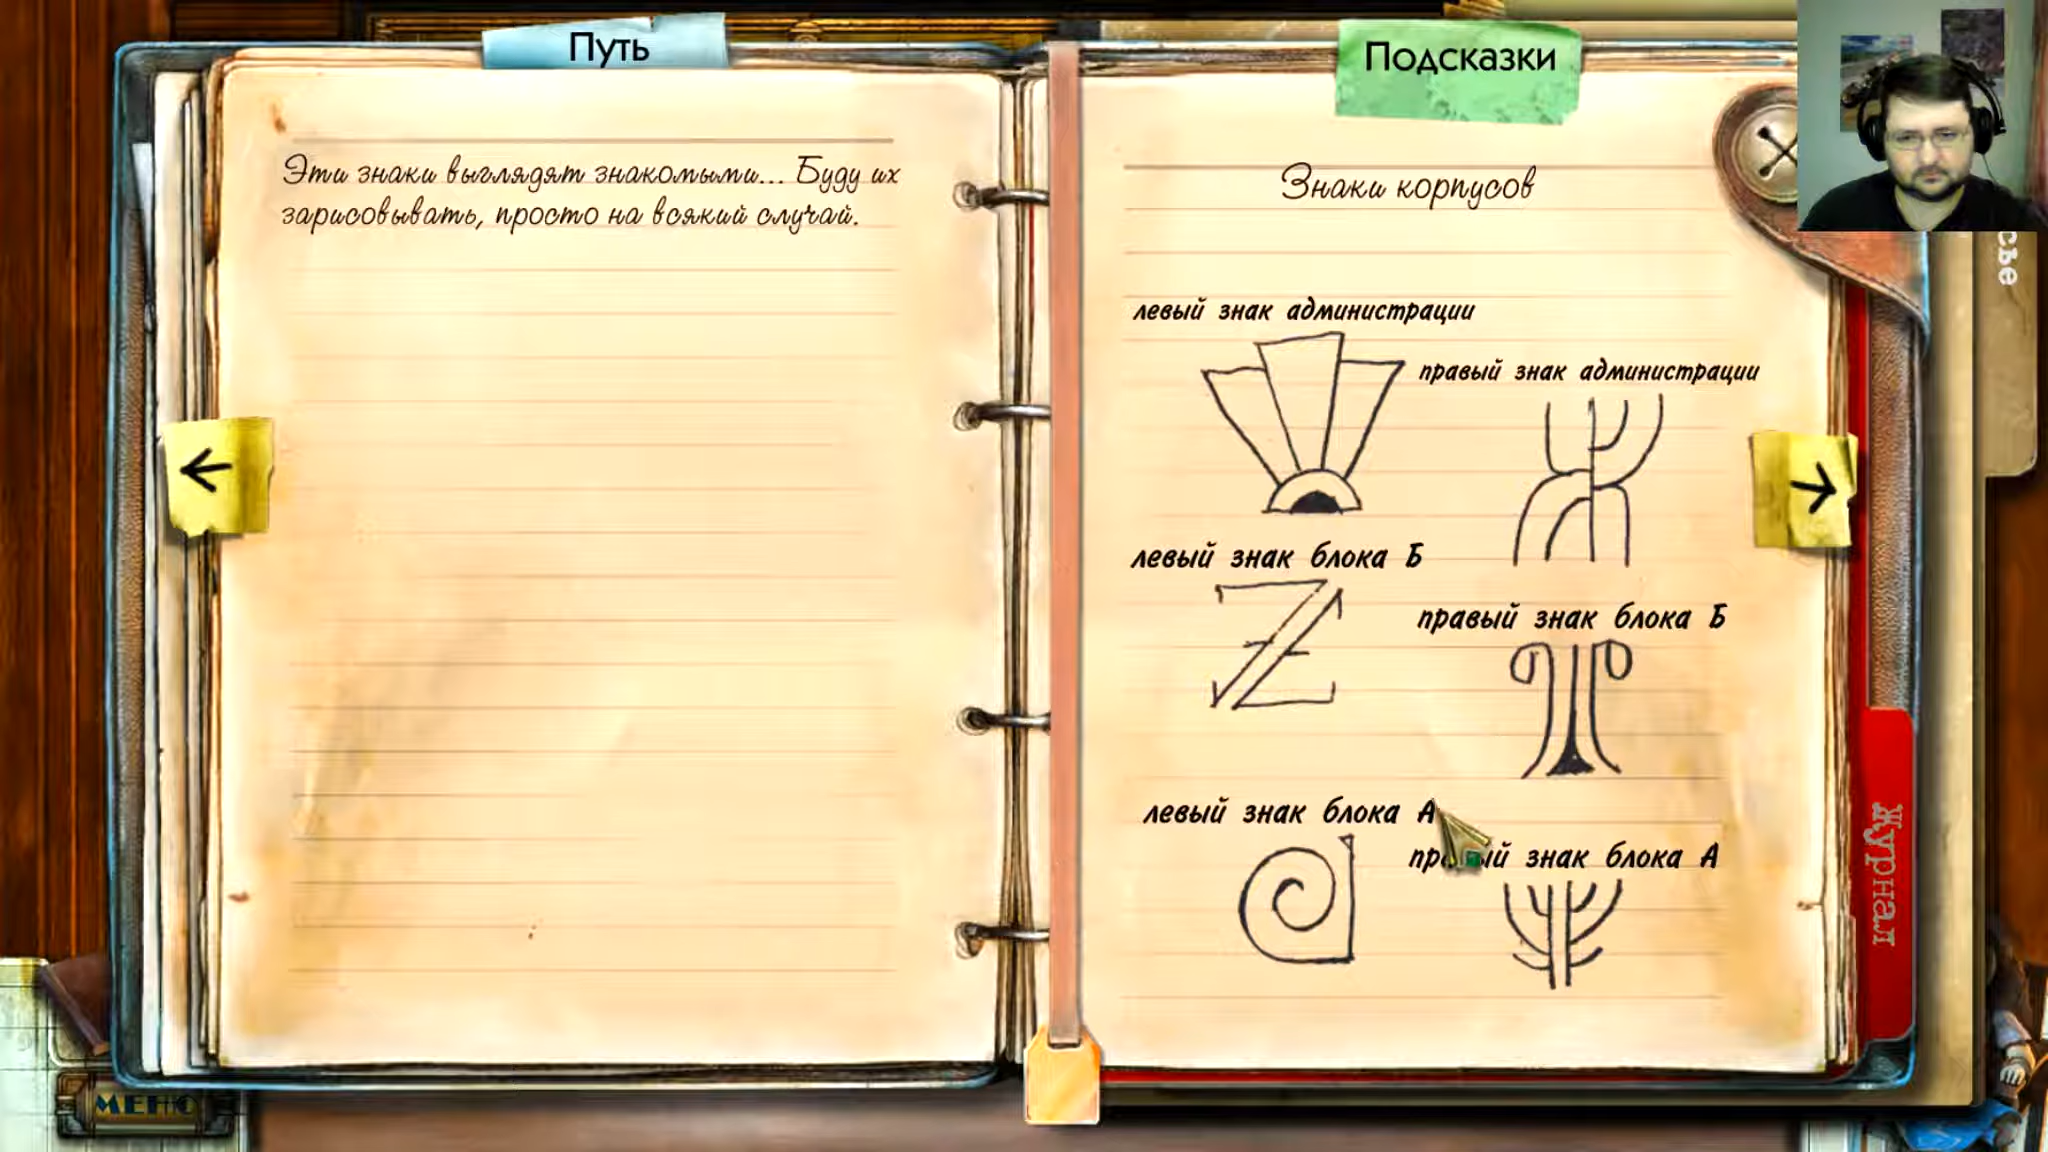 Путь
Эти знаки выглядят знакомыми... Буду их
зарисовывать, просто на всякий случай.
Подсказки
Знаки корпусов
левый знак администрации
правый знак администрации
левый знак блока Б
правый знак блока Б
левый знак блока А
знак блока А
Журнал
МЕНЮ